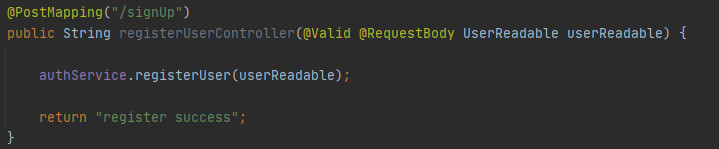 @PostMapping("/signUp")
public String registerUserController(@Valid @RequestBody UserReadable userReadable) {
authService.registerUser(userReadable);
return "register success";
}